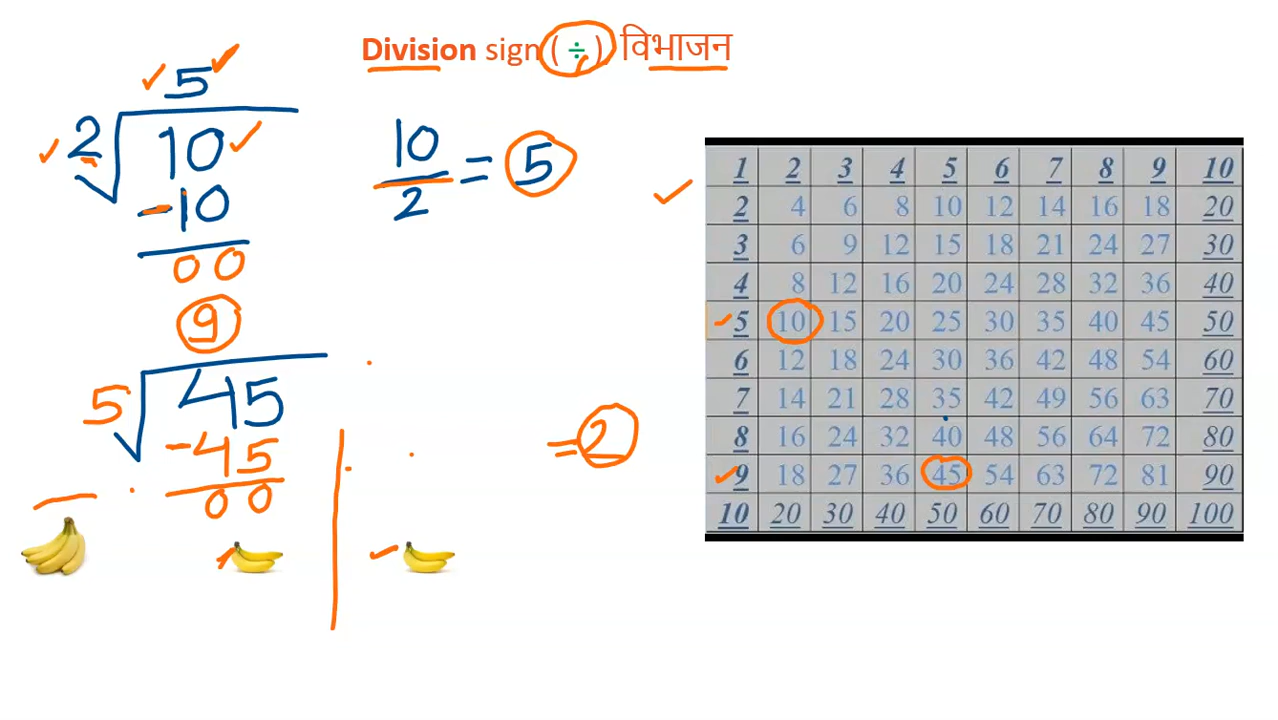 Division sign ( ÷ ) विभाजन
5
2 10
-10
00
10
2 = 5
9
5 45
-45
00
=2
1 2 3 4 5 6 7 8 9 10
2 4 6 8 10 12 14 16 18 20
3 6 9 12 15 18 21 24 27 30
4 8 12 16 20 24 28 32 36 40
5 10 15 20 25 30 35 40 45 50
6 12 18 24 30 36 42 48 54 60
7 14 21 28 35 42 49 56 63 70
8 16 24 32 40 48 56 64 72 80
9 18 27 36 45 54 63 72 81 90
10 20 30 40 50 60 70 80 90 100